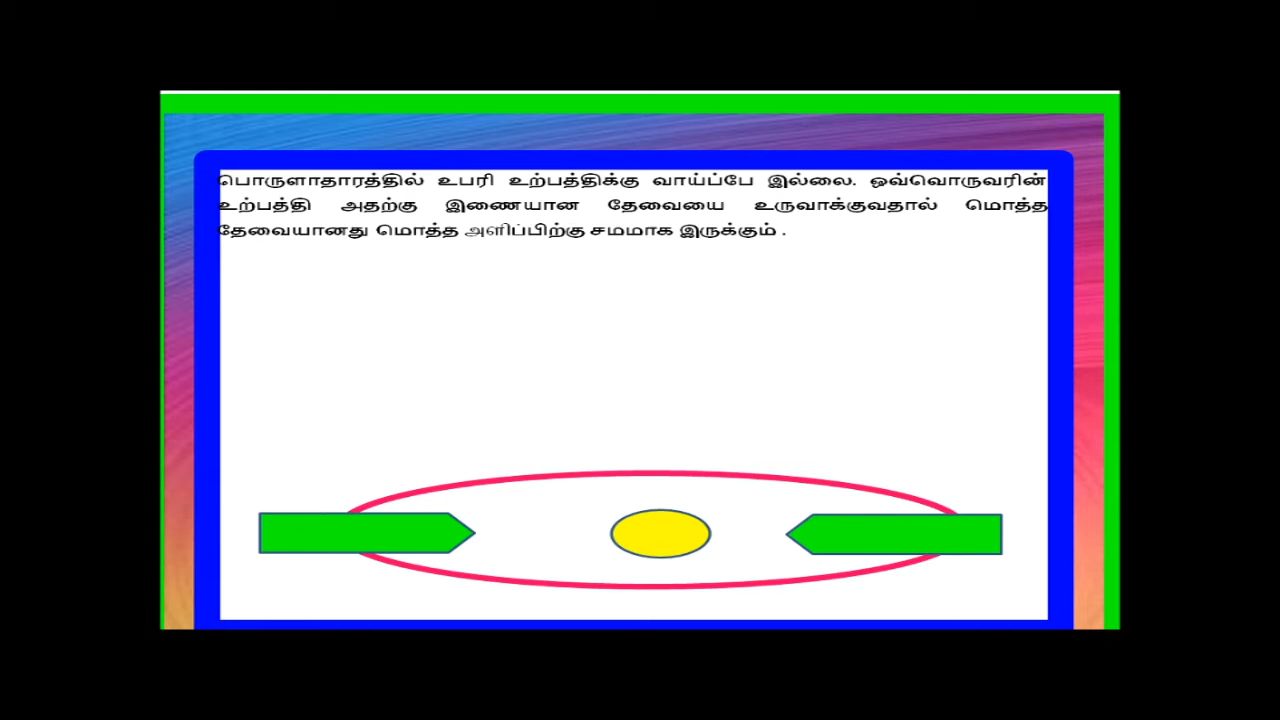 பொருளாதாரத்தில் உபரி உற்பத்திக்கு வாய்ப்பே இல்லை. ஒவ்வொருவரின்
உற்பத்தி அதற்கு இணையான தேவையை உருவாக்குவதால் மொத்த
தேவையானது மொத்த அளிப்பிற்கு சமமாக இருக்கும் .